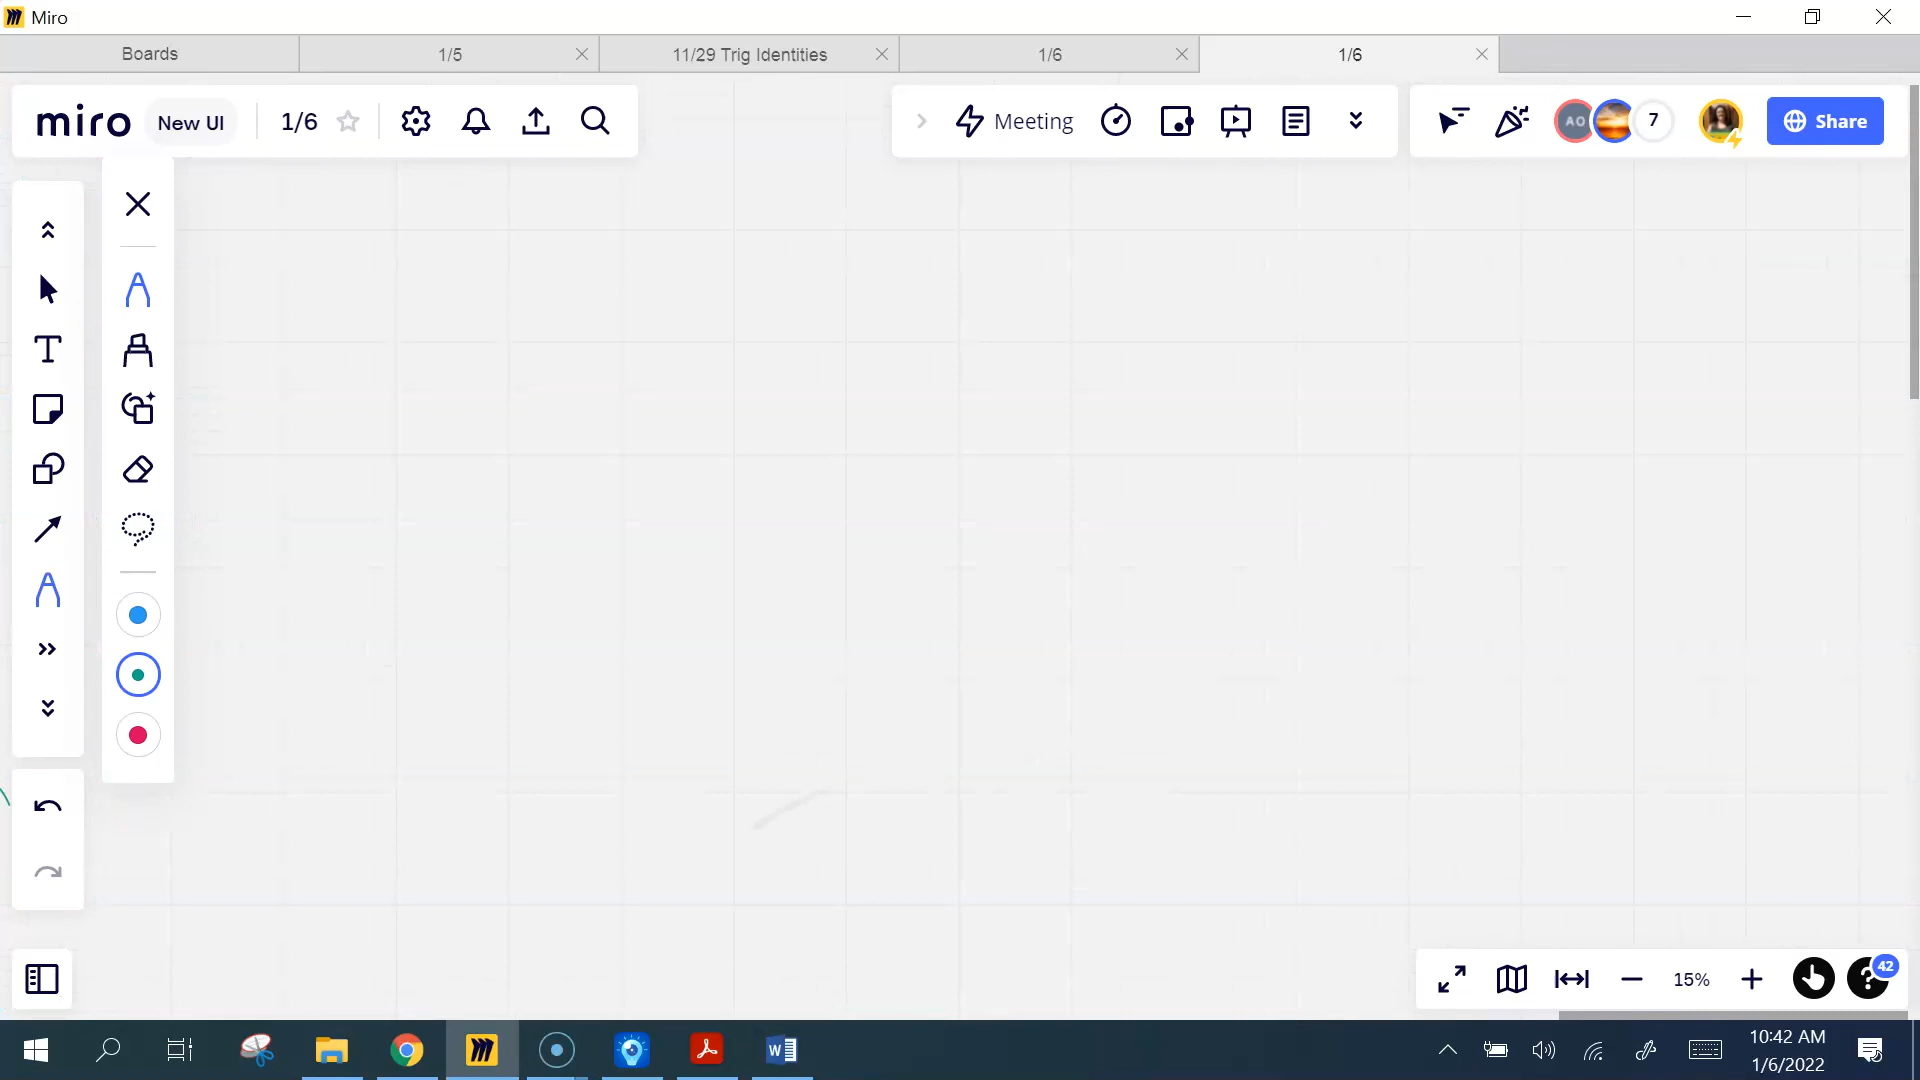 Miro
Boards 1/5 11/29 Trig Identities 1/6 1/6
miro New UI 1/6 Meeting AO 7 Share
15% 42
W
10:42 AM
1/6/2022